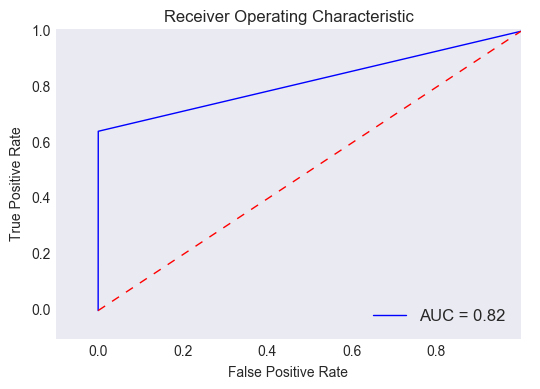 Receiver Operating Characteristic
True Positive Rate
1.0
0.8
0.6
0.4
0.2
0.0
AUC = 0.82
0.0 0.2 0.4 0.6 0.8
False Positive Rate